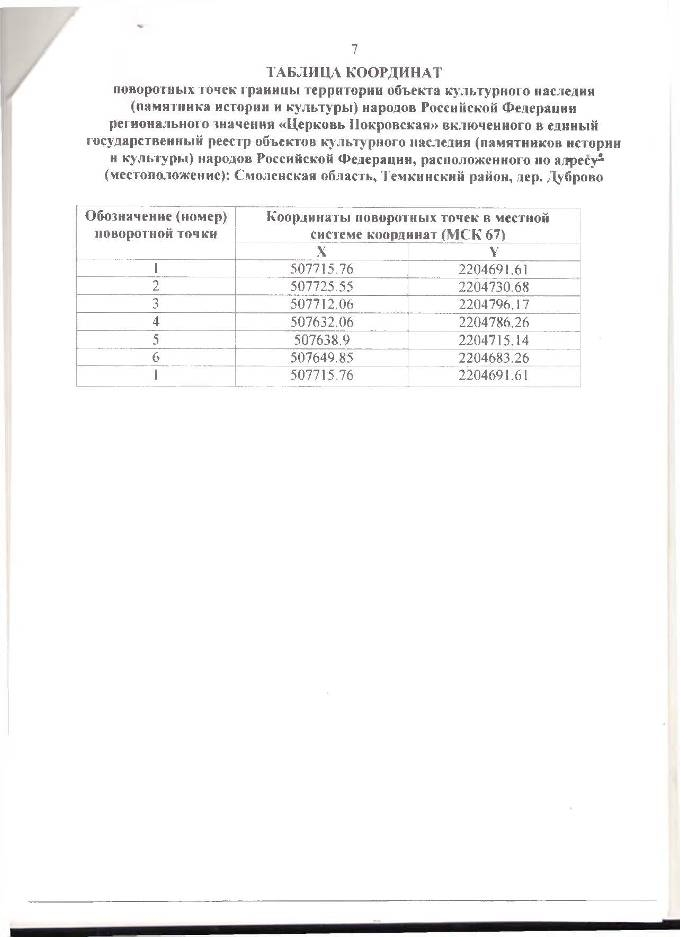 7
ТАБЛИЦА КООРДИНАТ
поворотных точек границы территории объекта культурного наследия
(памятника истории и культуры) народов Российской Федерации
регионального значения «Церковь Покровская» включенного в единый
государственный реестр объектов культурного наследия (памятников истории
и культуры) народов Российской Федерации, расположенного по адресу
(местоположение): Смоленская область, Темкинский район, дер. Дуброво
Обозначение (номер) Координаты поворотных точек в местной
поворотной точки системе координат (МСК 67)
X Y
1 507715.76 2204691.61
2 507725.55 2204730.68
3 507712.06 2204796.17
4 507632.06 2204786.26
5 507638.9 2204715.14
6 507649.85 2204683.26
1 507715.76 2204691.61